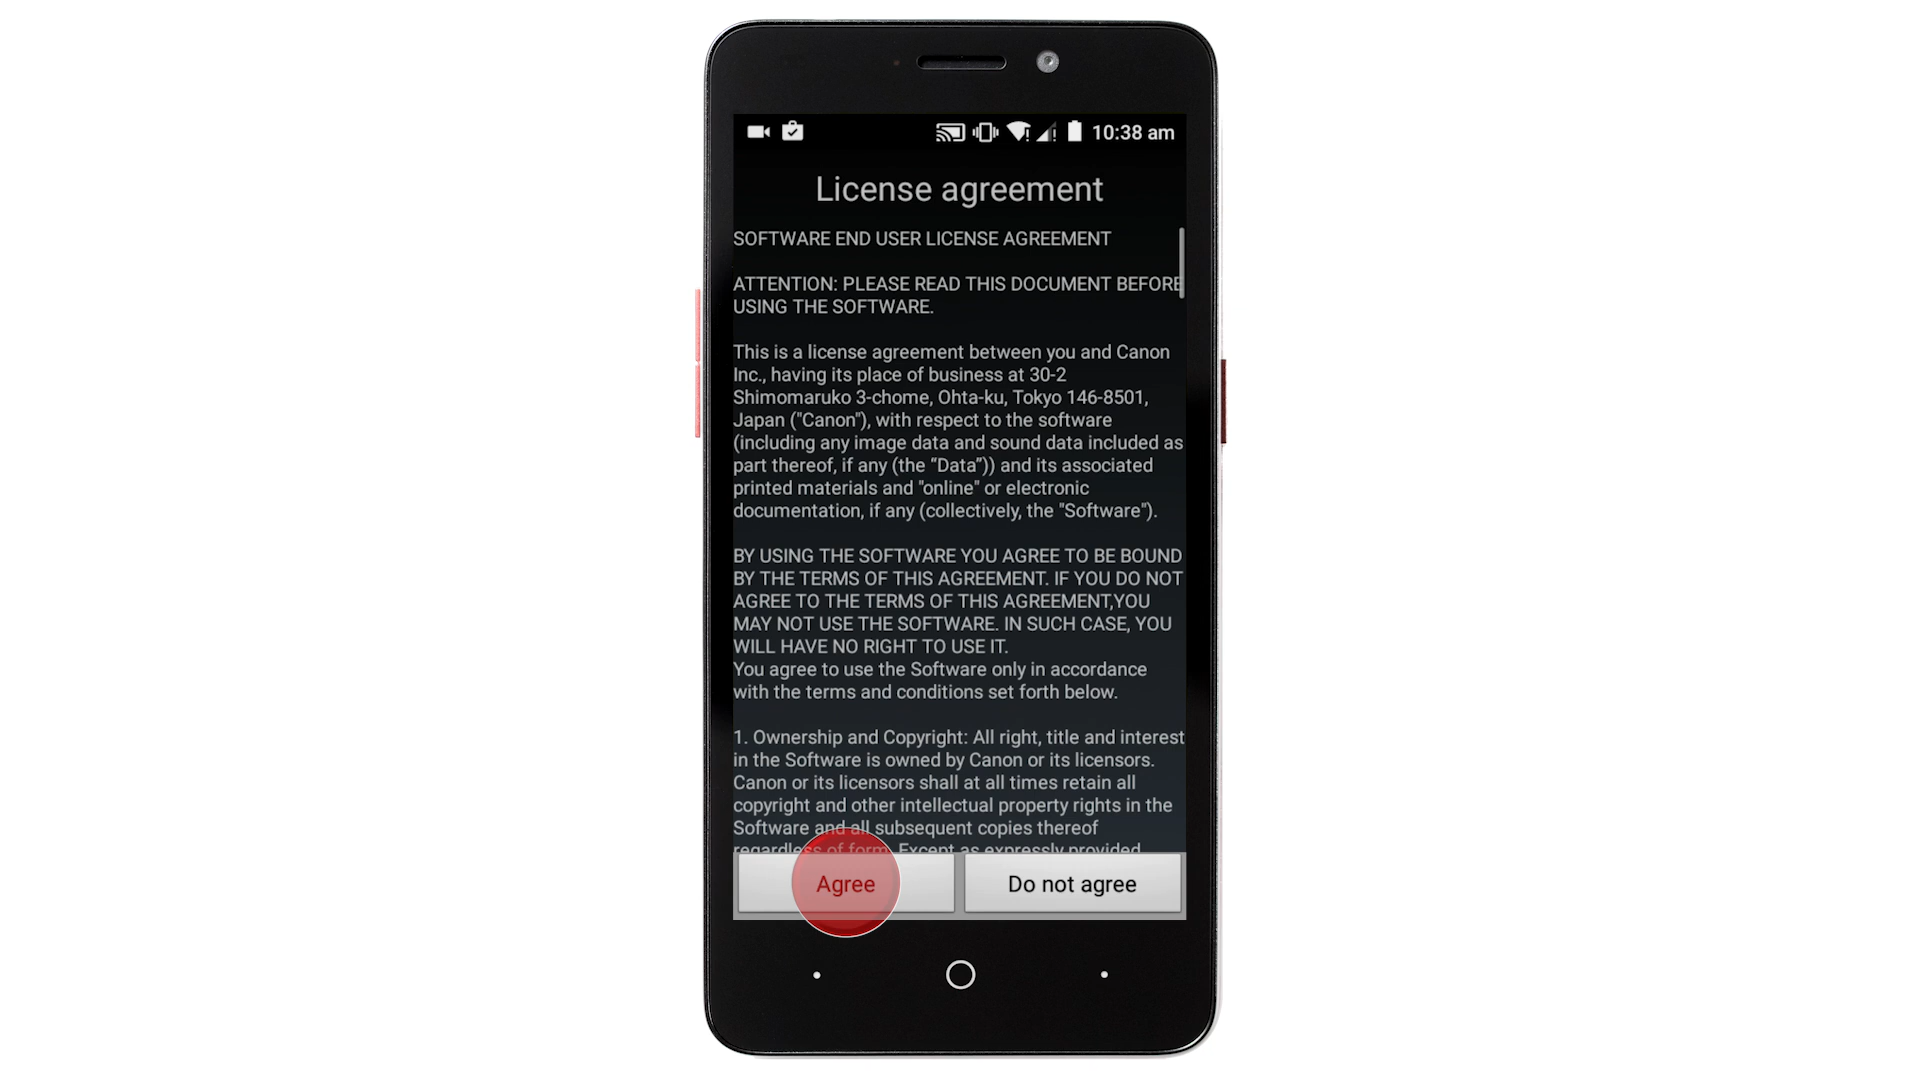 10:38 am
License agreement
SOFTWARE END USER LICENSE AGREEMENT
ATTENTION: PLEASE READ THIS DOCUMENT BEFORE
USING THE SOFTWARE.
This is a license agreement between you and Canon
Inc., having its place of business at 30-2
Shimomaruko 3-chome, Ohta-ku, Tokyo 146-8501,
Japan ("Canon"), with respect to the software
(including any image data and sound data included as
part thereof, if any (the “Data”)) and its associated
printed materials and "online" or electronic
documentation, if any (collectively, the "Software").
BY USING THE SOFTWARE YOU AGREE TO BE BOUND
BY THE TERMS OF THIS AGREEMENT. IF YOU DO NOT
AGREE TO THE TERMS OF THIS AGREEMENT,YOU
MAY NOT USE THE SOFTWARE. IN SUCH CASE, YOU
WILL HAVE NO RIGHT TO USE IT.
You agree to use the Software only in accordance
with the terms and conditions set forth below.
1. Ownership and Copyright: All right, title and interest
in the Software is owned by Canon or its licensors.
Canon or its licensors shall at all times retain all
copyright and other intellectual property rights in the
Software and all subsequent copies thereof
regardless of form. Except as expressly provided
Agree
Do not agree